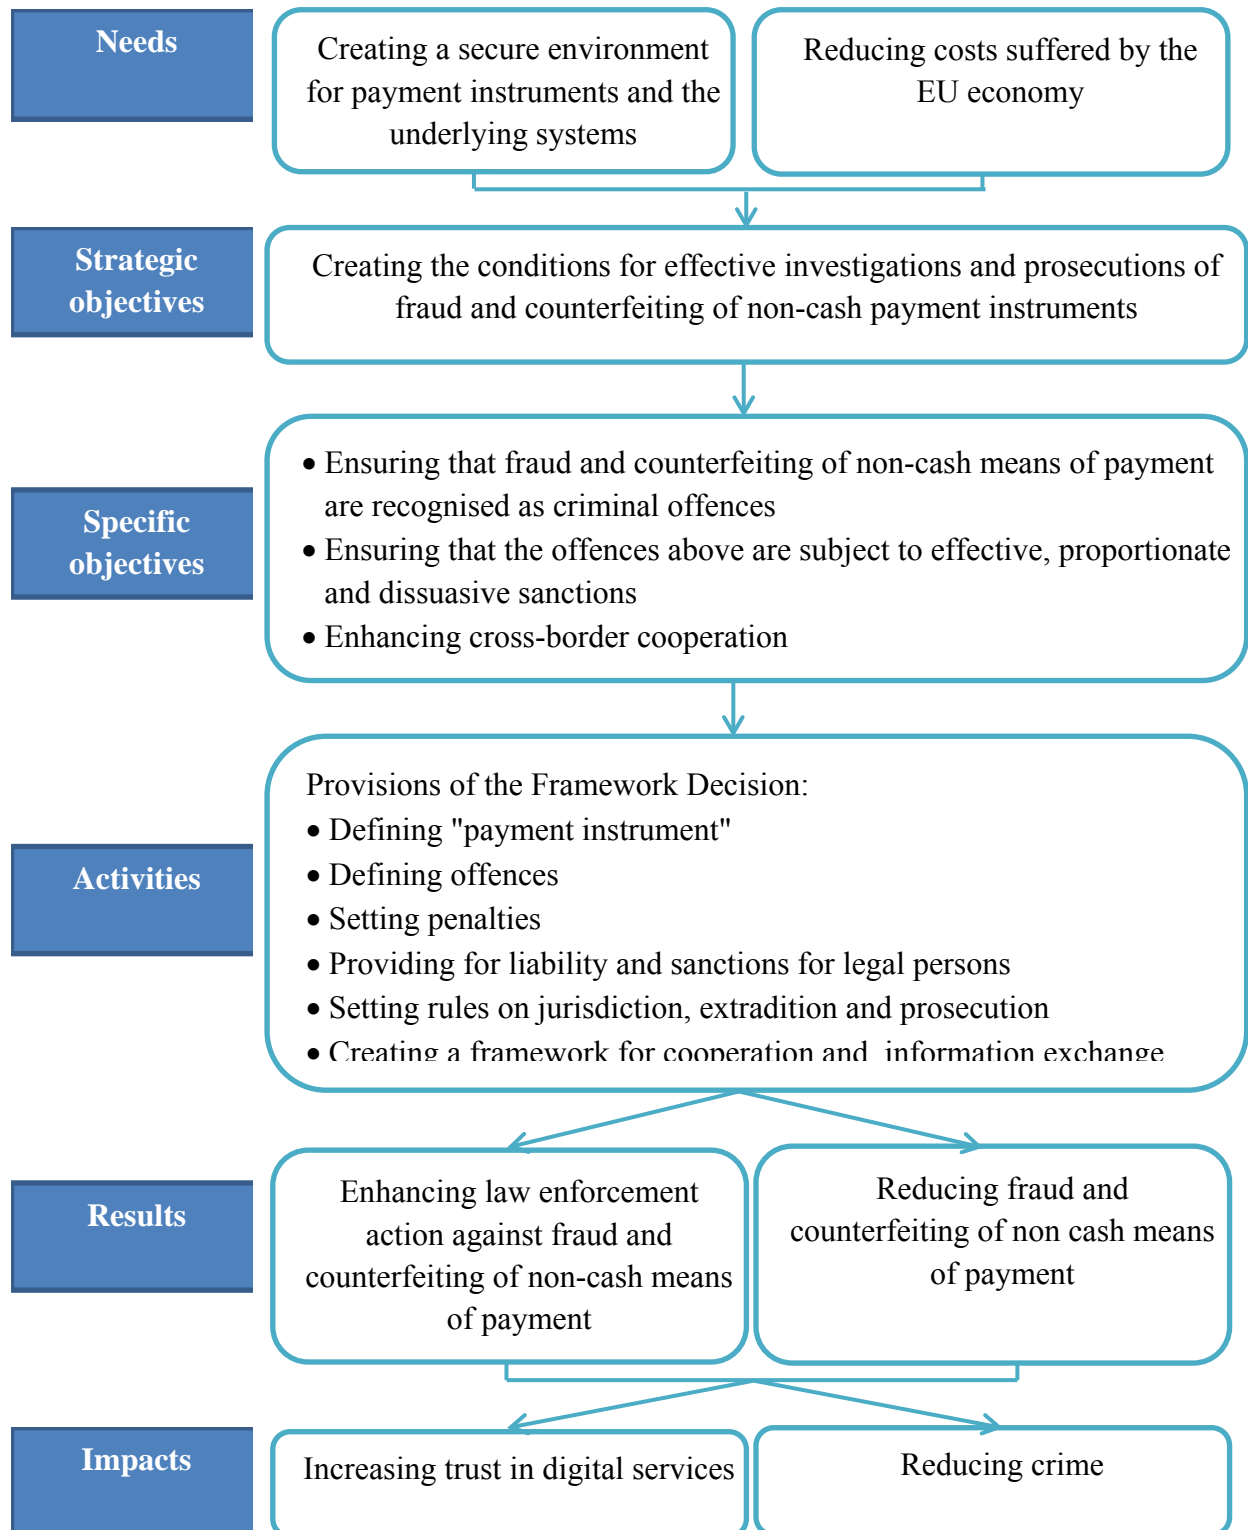 Needs
Creating a secure environment
for payment instruments and the
underlying systems
Reducing costs suffered by the
EU economy
Strategic
objectives
Creating the conditions for effective investigations and prosecutions of
fraud and counterfeiting of non-cash payment instruments
Specific
objectives
• Ensuring that fraud and counterfeiting of non-cash means of payment
are recognised as criminal offences
• Ensuring that the offences above are subject to effective, proportionate
and dissuasive sanctions
• Enhancing cross-border cooperation
Activities
Provisions of the Framework Decision:
• Defining "payment instrument"
• Defining offences
• Setting penalties
• Providing for liability and sanctions for legal persons
• Setting rules on jurisdiction, extradition and prosecution
• Creating a framework for cooperation and information exchange
Results
Enhancing law enforcement
action against fraud and
counterfeiting of non-cash means
of payment
Reducing fraud and
counterfeiting of non cash means
of payment
Impacts
Increasing trust in digital services
Reducing crime